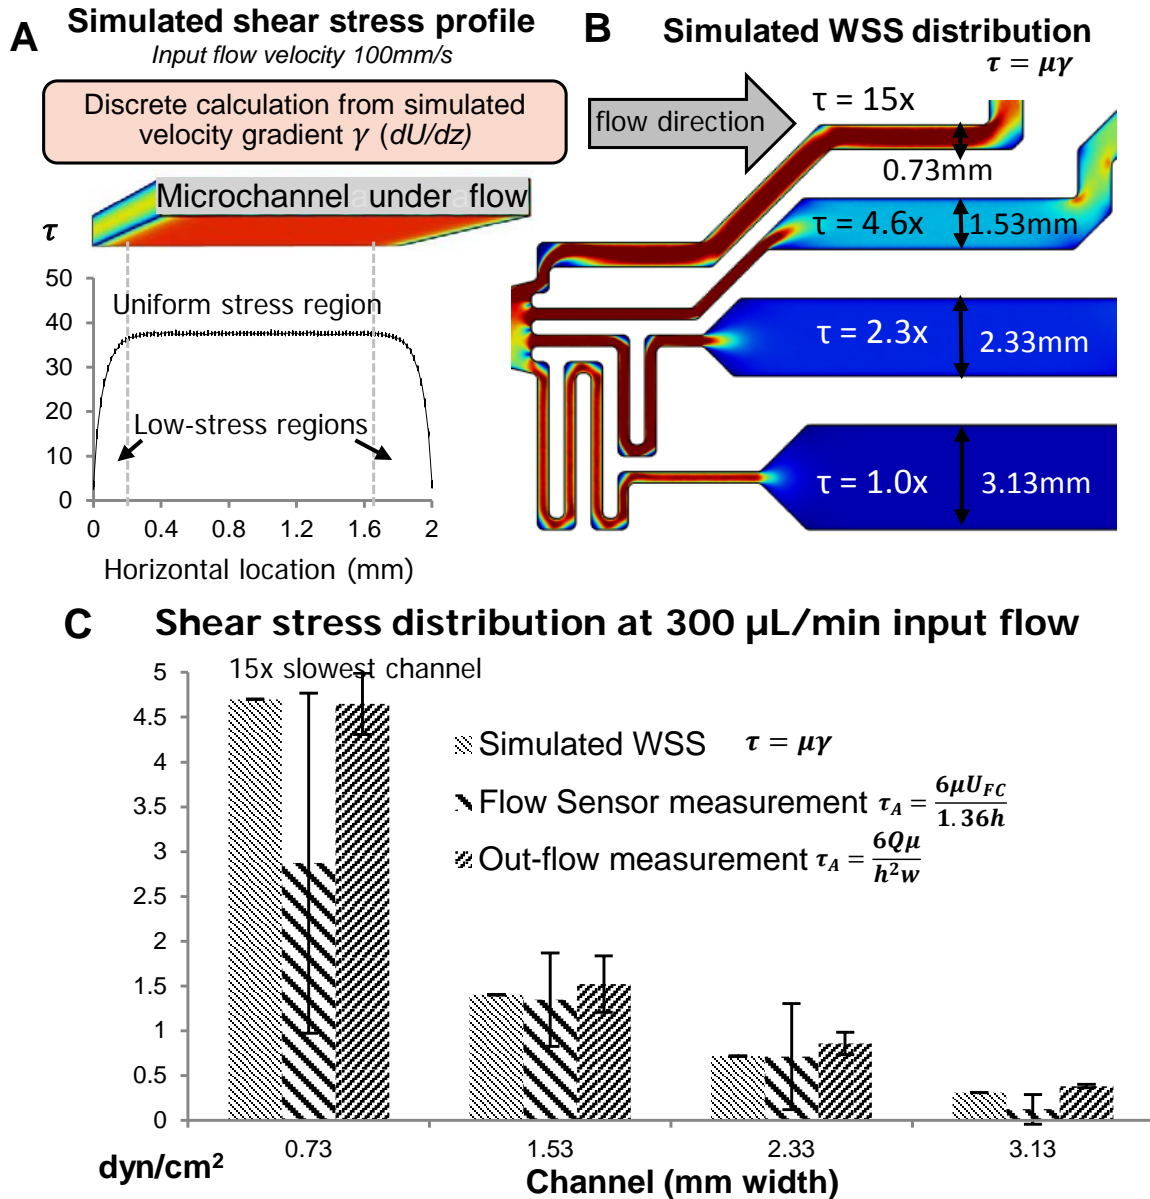 A
Simulated shear stress profile
Input flow velocity 100mm/s
Discrete calculation from simulated
velocity gradient γ (dU/dz)
Microchannel under flow
τ
50
40
30
20
10
0
Uniform stress region
Low-stress regions
0 0.4 0.8 1.2 1.6 2
Horizontal location (mm)
B
Simulated WSS distribution
τ = μγ
flow direction
τ = 15x
0.73mm
τ = 4.6x
1.53mm
τ = 2.3x
2.33mm
τ = 1.0x
3.13mm
C
Shear stress distribution at 300 μL/min input flow
15x slowest channel
5
4.5
4
3.5
3
2.5
2
1.5
1
0.5
0
Simulated WSS τ = μγ
Flow Sensor measurement τ_A = 6μU_FC / 1.36h
Out-flow measurement τ_A = 6Qμ / h²w
0.73 1.53 2.33 3.13
dyn/cm²
Channel (mm width)